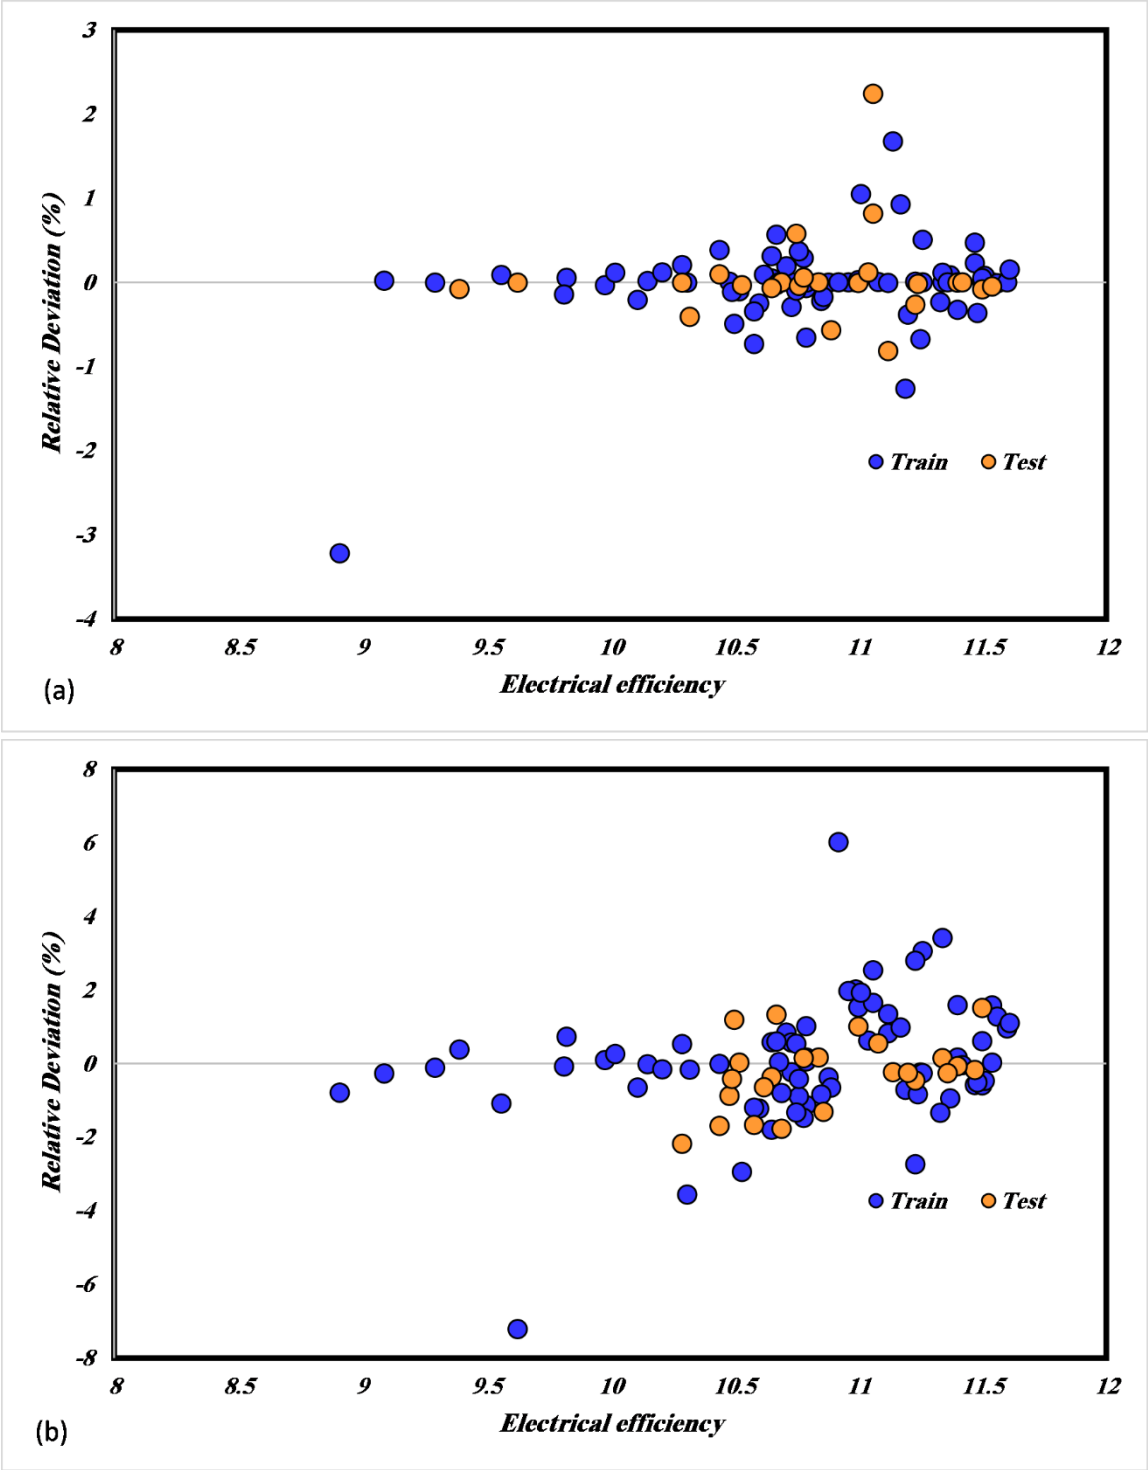 3
2
1
0
-1
-2
-3
-4
Relative Deviation (%)
Train Test
8 8.5 9 9.5 10 10.5 11 11.5 12
Electrical efficiency
(a)
8
6
4
2
0
-2
-4
-6
-8
Relative Deviation (%)
Train Test
8 8.5 9 9.5 10 10.5 11 11.5 12
Electrical efficiency
(b)